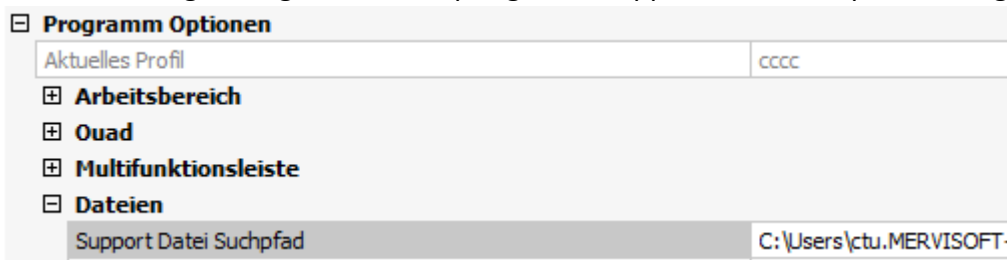 Programm Optionen
Aktuelles Profil cccc
Arbeitsbereich
Quad
Multifunktionsleiste
Dateien
Support Datei Suchpfad C:\Users\ctu.MERVISOFT-